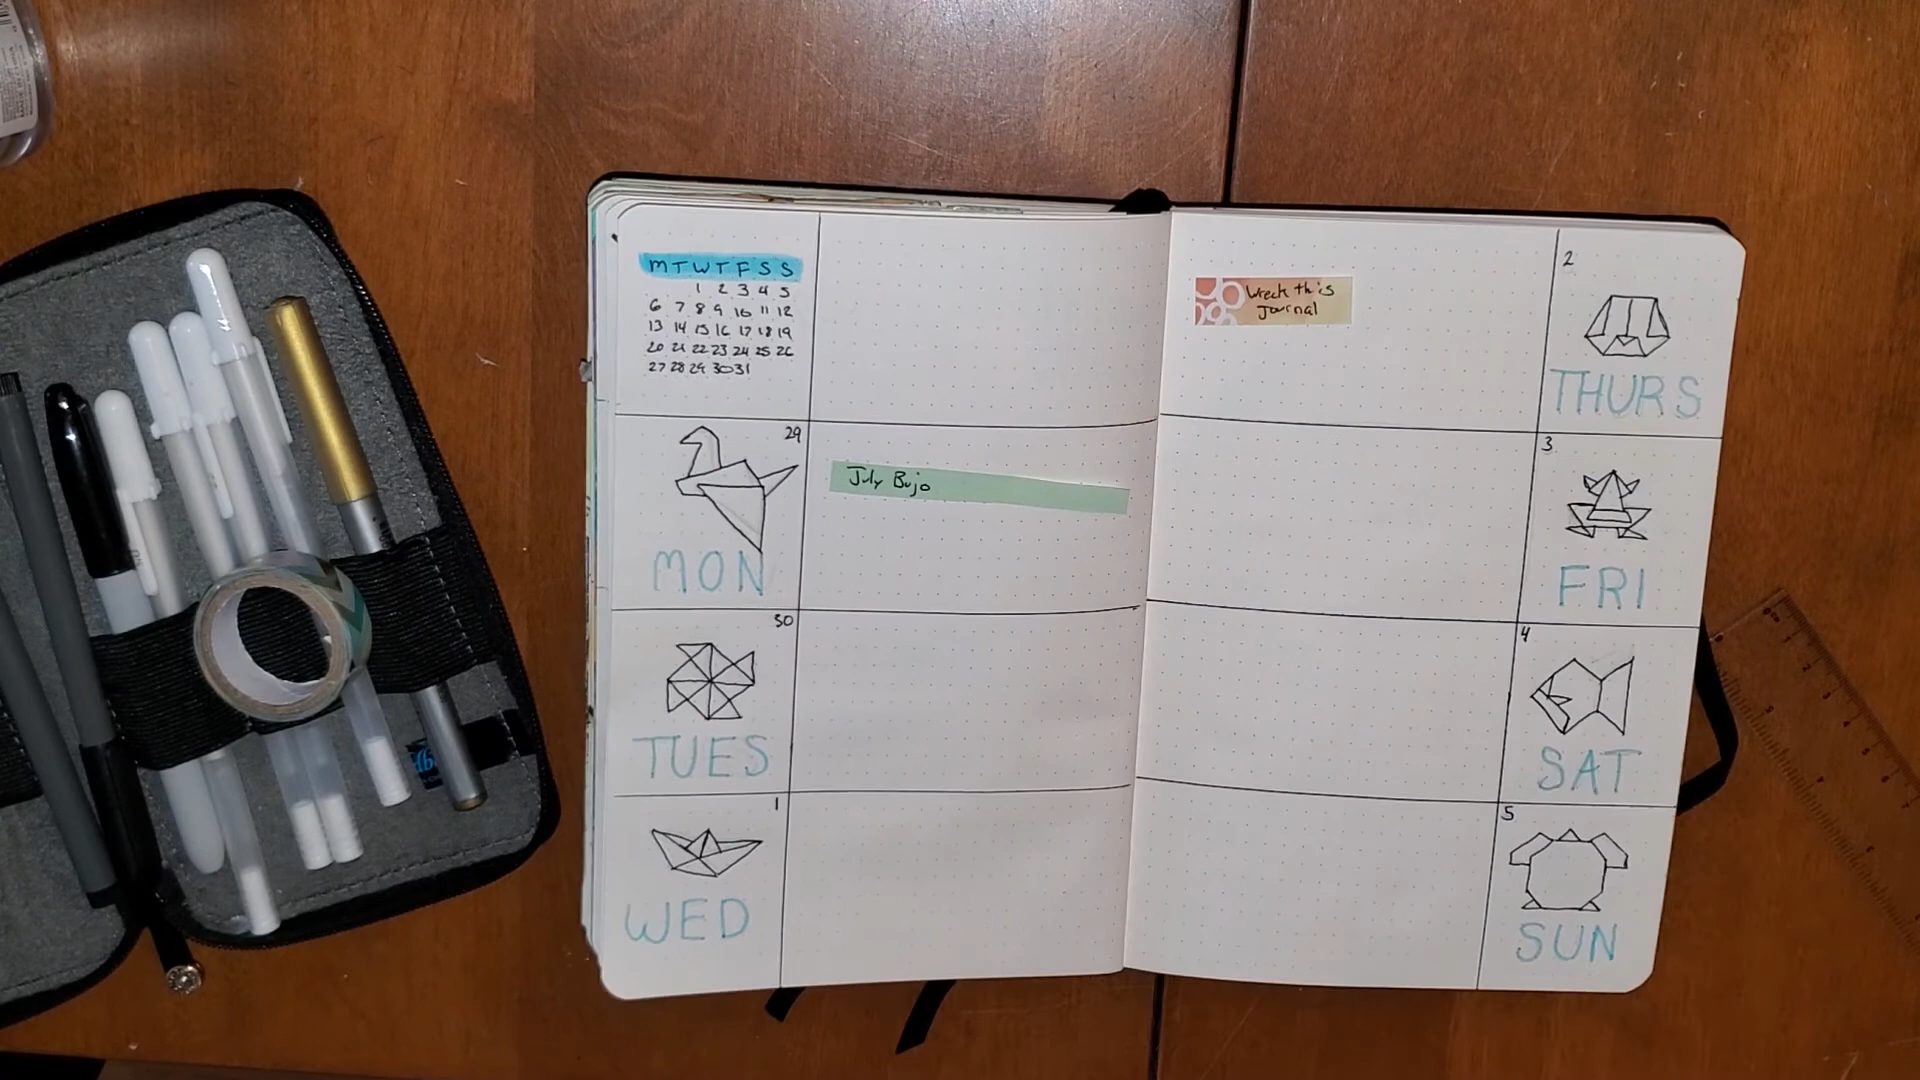 M T W T F S S
1 2 3 4 5
6 7 8 9 10 11 12
13 14 15 16 17 18 19
20 21 22 23 24 25 26
27 28 29 30 31
29
MON
July Bujo
30
TUES
1
WED
Wreck this
Journal
2
THURS
3
FRI
4
SAT
5
SUN